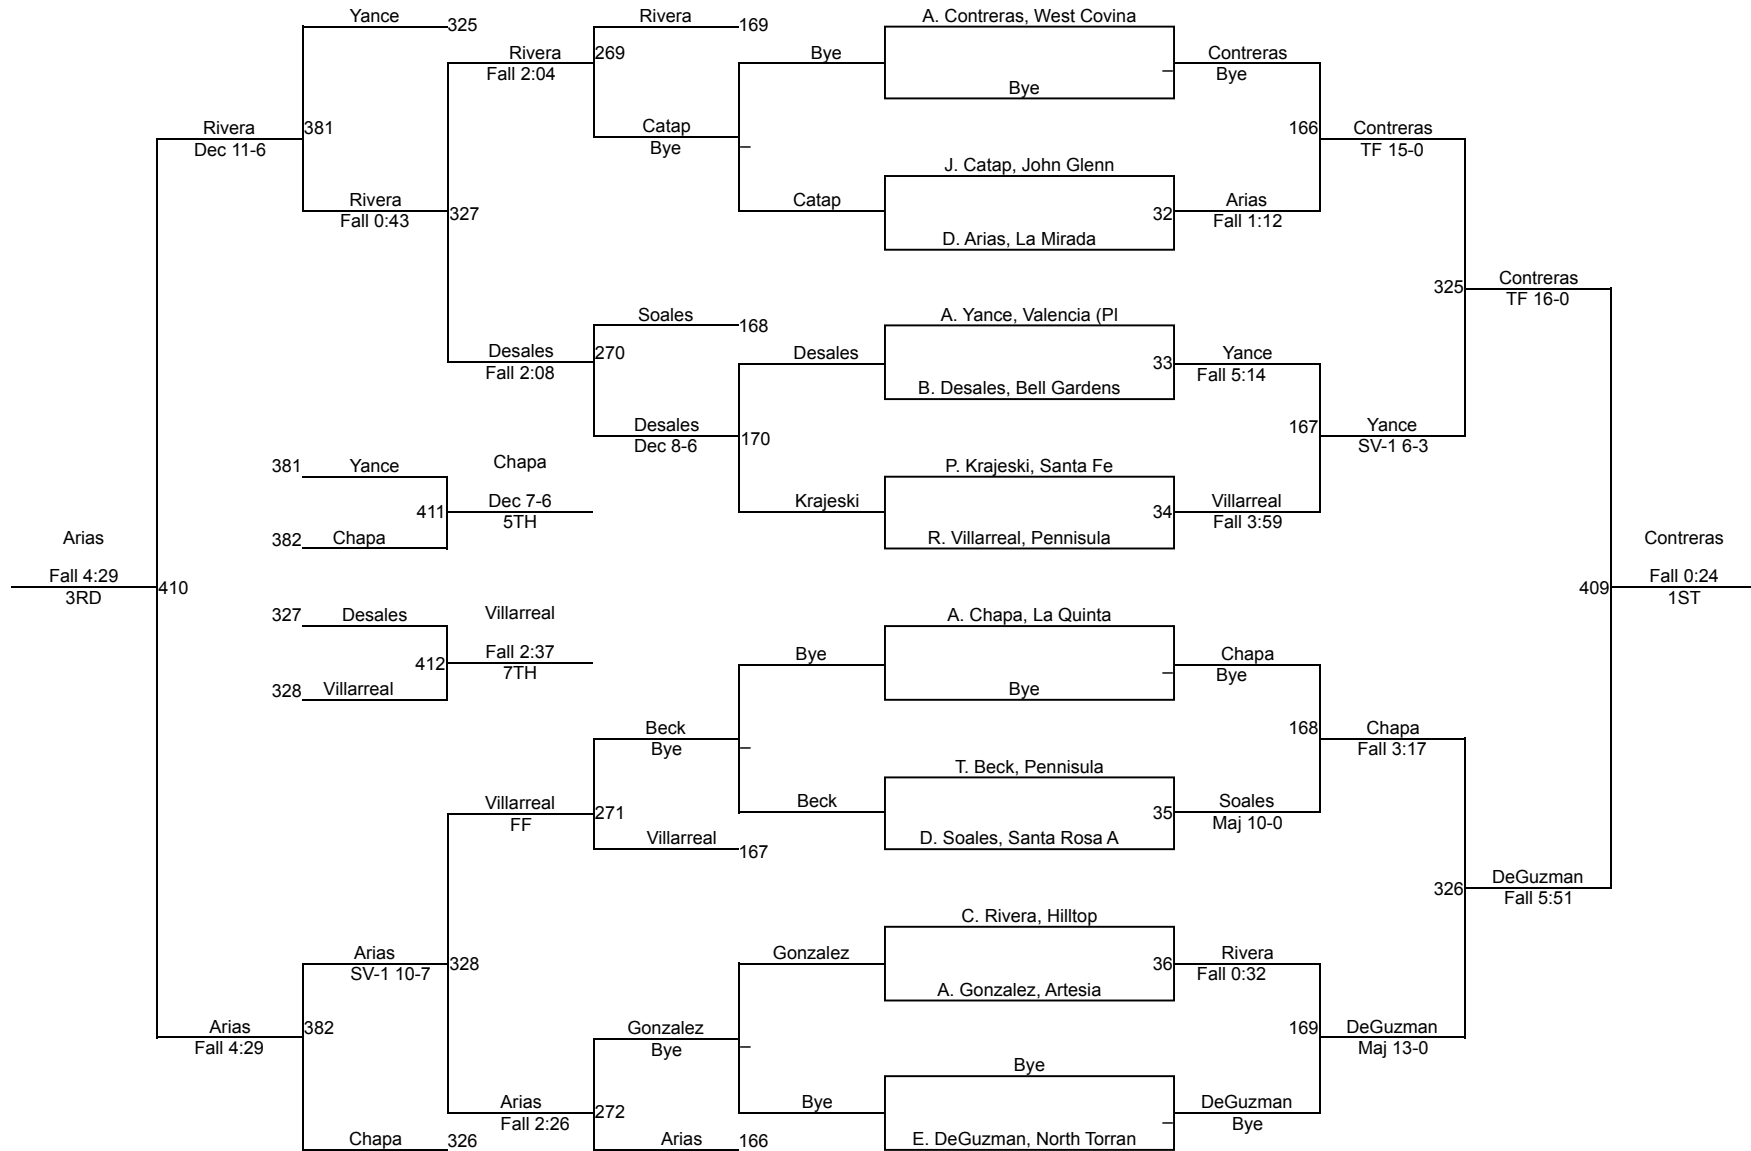 Yance
325
Rivera
169
A. Contreras, West Covina
Rivera
269
Bye
Contreras
Fall 2:04
Bye
Bye
Rivera
381
Catap
166
Contreras
Dec 11-6
Bye
TF 15-0
J. Catap, John Glenn
Rivera
327
Catap
32
Arias
Fall 0:43
Fall 1:12
D. Arias, La Mirada
325
Contreras
TF 16-0
Soales
168
A. Yance, Valencia (Pl
Desales
270
Desales
33
Yance
Fall 2:08
Fall 5:14
B. Desales, Bell Gardens
Desales
170
167
Yance
Dec 8-6
SV-1 6-3
381
Yance
Chapa
P. Krajeski, Santa Fe
411
Dec 7-6
5TH
Krajeski
34
Villarreal
Fall 3:59
382
Chapa
R. Villarreal, Pennisula
Arias
Contreras
Fall 4:29
410
409
Fall 0:24
3RD
1ST
327
Desales
Villarreal
A. Chapa, La Quinta
412
Fall 2:37
7TH
Bye
Chapa
Bye
328
Villarreal
Bye
Beck
168
Chapa
Bye
Fall 3:17
T. Beck, Pennisula
Villarreal
271
Beck
35
Soales
FF
Maj 10-0
Villarreal
167
D. Soales, Santa Rosa A
326
DeGuzman
Fall 5:51
C. Rivera, Hilltop
Arias
328
Gonzalez
36
Rivera
SV-1 10-7
Fall 0:32
A. Gonzalez, Artesia
Arias
382
Gonzalez
169
DeGuzman
Fall 4:29
Bye
Maj 13-0
Bye
Arias
272
Bye
DeGuzman
Fall 2:26
Bye
Chapa
326
Arias
166
E. DeGuzman, North Torran